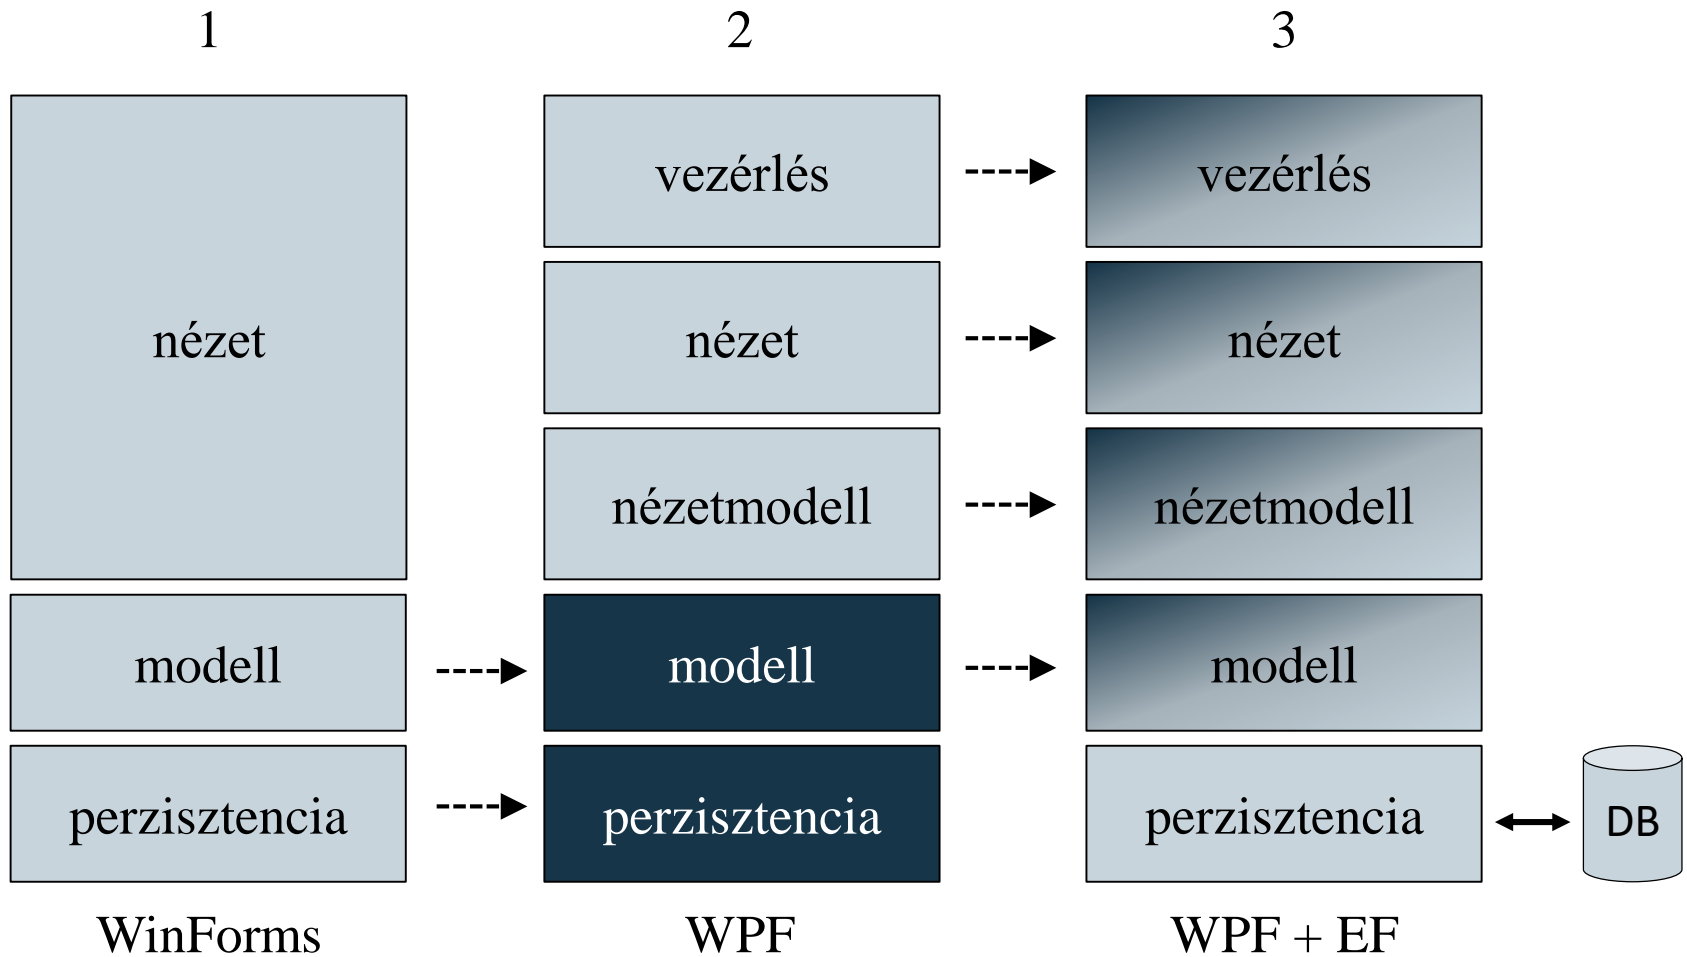 1
2
3
nézet
modell
perzisztencia
WinForms
vezérlés
nézet
nézetmodell
modell
perzisztencia
WPF
vezérlés
nézet
nézetmodell
modell
perzisztencia
DB
WPF + EF